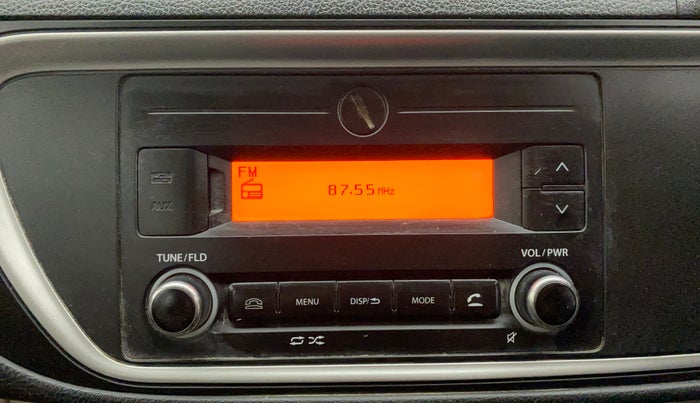 FM
87.55 MHz
AUX
TUNE/FLD
VOL/PWR
MENU
DISP/
MODE